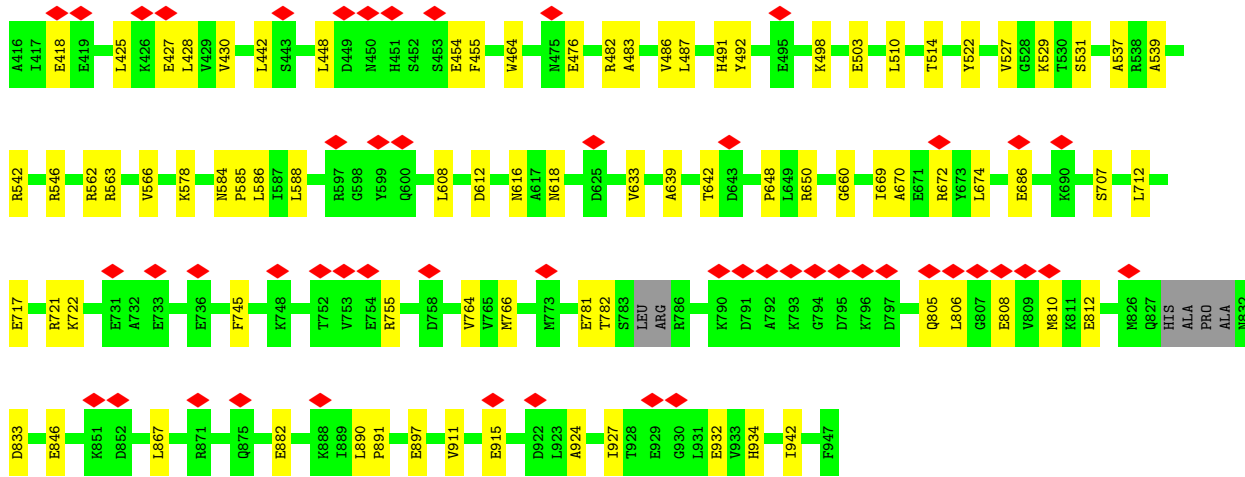 A416 I417 E418 E419 L425 K426 E427 L428 V429 V430 L442 S443 L448 D449 N450 H451 S452 S453 E454 F455 W464 N475 E476 R482 A483 V486 L487 H491 Y492 E495 K498 E503 L510 T514 Y522 V527 G528 K529 T530 S531 A537 R538 A539
R542 R546 R562 R563 V566 K578 N584 P585 L586 I587 L588 R597 G598 Y599 Q600 L608 D612 N616 A617 N618 D625 V633 A639 T642 D643 P648 L649 R650 G660 I669 A670 E671 R672 Y673 L674 E686 K690 S707 L712
E717 R721 K722 E731 A732 E733 E736 F745 K748 T752 V753 E754 R755 D758 V764 V765 M766 M773 E781 T782 S783 LEU ARG R786 K790 D791 A792 K793 G794 D795 K796 D797 Q805 L806 G807 E808 V809 M810 K811 E812 M826 Q827 HIS ALA PRO ALA N832
D833 E846 K851 D852 L867 R871 Q875 E882 K888 I889 L890 P891 E897 V911 E915 D922 L923 A924 I927 T928 E929 G930 L931 E932 V933 H934 I942 F947